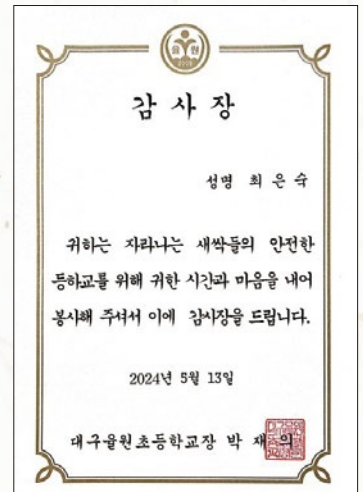 율원
감 사 장
성명 최 은 숙
귀하는 자라나는 새싹들의 안전한
등하교를 위해 귀한 시간과 마음을 내어
봉사해 주셔서 이에 감사장을 드립니다.
2024년 5월 13일
대구율원초등학교장 박 재 의